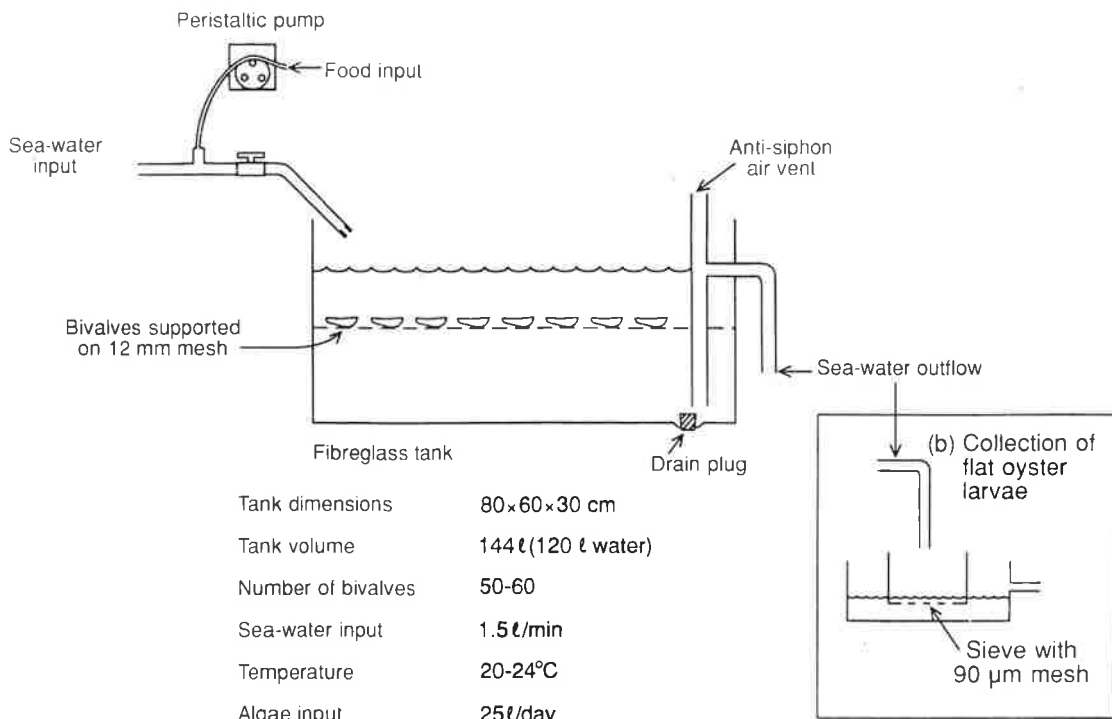 Peristaltic pump
Food input
Sea-water
input
Anti-siphon
air vent
Bivalves supported
on 12 mm mesh
Sea-water outflow
Fibreglass tank
Drain plug
(b) Collection of
flat oyster
larvae
Sieve with
90 µm mesh
Tank dimensions 80×60×30 cm
Tank volume 144ℓ(120 ℓ water)
Number of bivalves 50-60
Sea-water input 1.5ℓ/min
Temperature 20-24°C
Algae input 25ℓ/day